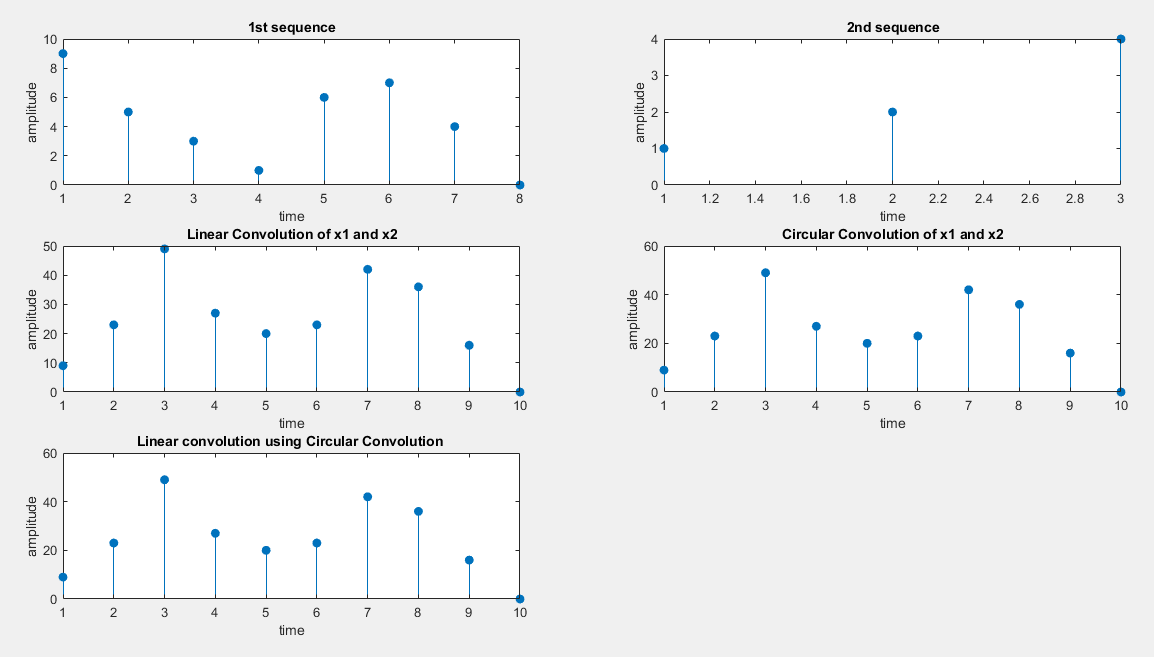 1st sequence
amplitude
10
8
6
4
2
0
1 2 3 4 5 6 7 8
time
2nd sequence
amplitude
4
3
2
1
0
1 1.2 1.4 1.6 1.8 2 2.2 2.4 2.6 2.8 3
time
Linear Convolution of x1 and x2
amplitude
50
40
30
20
10
0
1 2 3 4 5 6 7 8 9 10
time
Circular Convolution of x1 and x2
amplitude
60
40
20
0
1 2 3 4 5 6 7 8 9 10
time
Linear convolution using Circular Convolution
amplitude
60
40
20
0
1 2 3 4 5 6 7 8 9 10
time